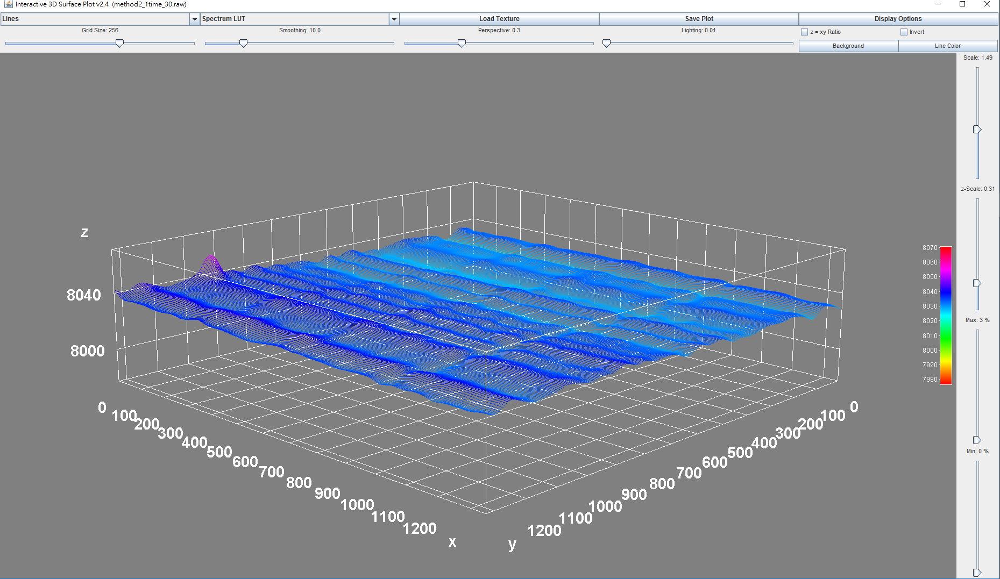 Interactive 3D Surface Plot v2.4 (method2_1time_30.raw)
Lines
Spectrum LUT
Load Texture
Save Plot
Display Options
Grid Size: 256
Smoothing: 10.0
Perspective: 0.3
Lighting: 0.01
z = xy Ratio
Invert
Background
Line Color
Scale: 1.49
z-Scale: 0.31
Max: 3 %
Min: 0 %
z
8040
8000
0
100
200
300
400
500
600
700
800
900
1000
1100
1200
x
y
1200
1100
1000
900
800
700
600
500
400
300
200
100
0
8070
8060
8050
8040
8030
8020
8010
8000
7990
7980